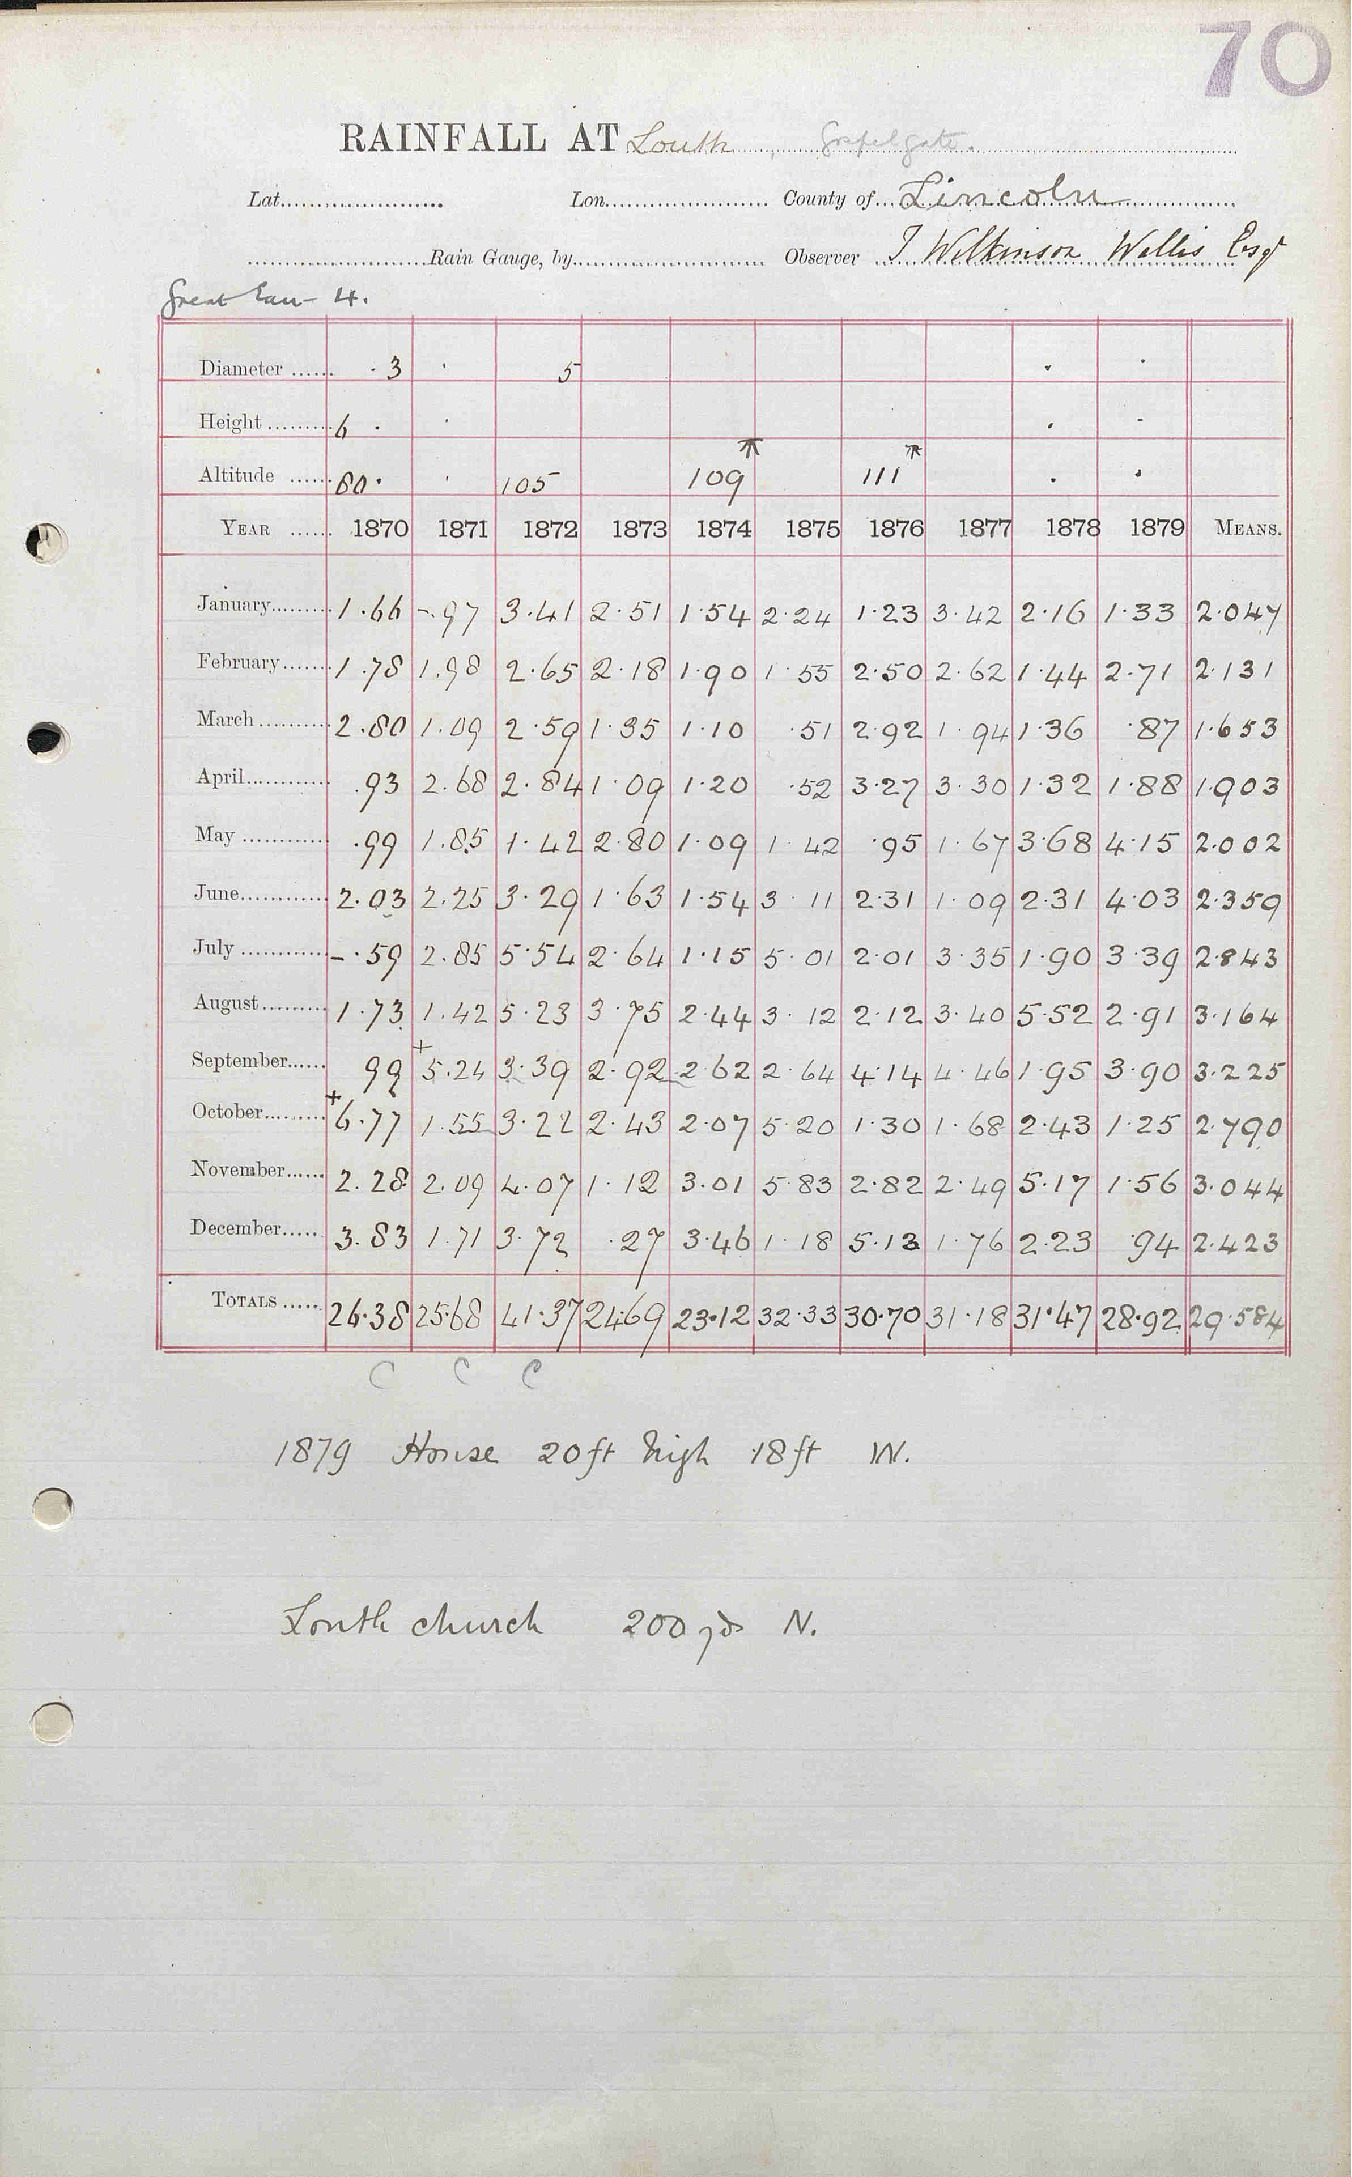 70
RAINFALL AT Louth, Gospelgate.
Lat. Lon. County of Lincoln
Rain Gauge, by Observer T Wilkinson Wallis Esqr
Great Eau 4.
Diameter 3 5
Height 6
Altitude 80 105 109 111
YEAR 1870 1871 1872 1873 1874 1875 1876 1877 1878 1879 MEANS.
January 1.66 -.97 3.41 2.51 1.54 2.24 1.23 3.42 2.16 1.33 2.047
February 1.78 1.98 2.65 2.18 1.90 1.55 2.50 2.62 1.44 2.71 2.131
March 2.80 1.09 2.59 1.35 1.10 .51 2.92 1.94 1.36 .87 1.653
April .93 2.68 2.84 1.09 1.20 .52 3.27 3.30 1.32 1.88 1.903
May .99 1.85 1.42 2.80 1.09 1.42 .95 1.67 3.68 4.15 2.002
June 2.03 2.25 3.29 1.63 1.54 3.11 2.31 1.09 2.31 4.03 2.359
July -.59 2.85 5.54 2.64 1.15 5.01 2.01 3.35 1.90 3.39 2.843
August 1.73 1.42 5.23 3.75 2.44 3.12 2.12 3.40 5.52 2.91 3.164
September 99 +5.24 3.39 2.92 2.62 2.64 4.14 4.46 1.95 3.90 3.225
October +6.77 1.55 3.22 2.43 2.07 5.20 1.30 1.68 2.43 1.25 2.790
November 2.28 2.09 4.07 1.12 3.01 5.83 2.82 2.49 5.17 1.56 3.044
December 3.83 1.71 3.72 .27 3.46 1.18 5.13 1.76 2.23 .94 2.423
TOTALS 26.38 25.68 41.37 24.69 23.12 32.33 30.70 31.18 31.47 28.92 29.584
C C C
1879 House 20ft high 18ft W.
Louth church 200 yds N.